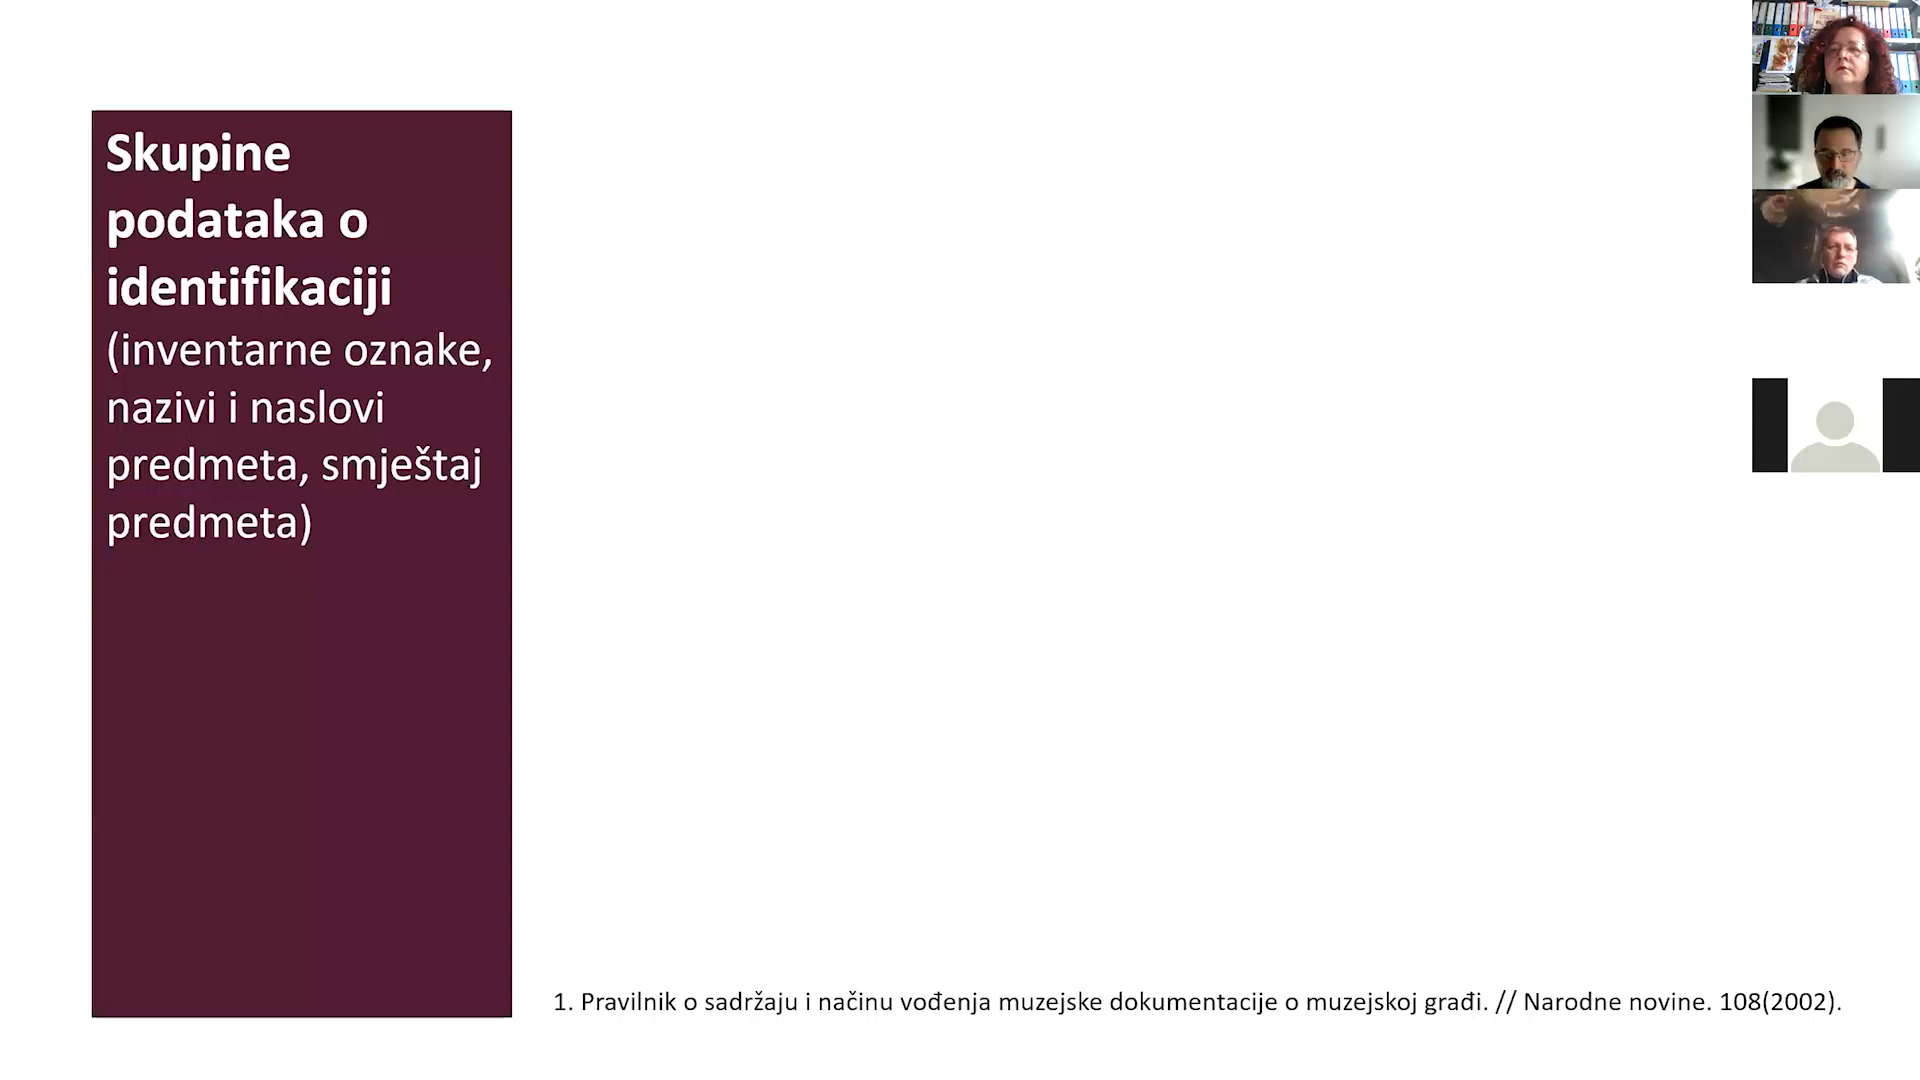 Skupine
podataka o
identifikaciji
(inventarne oznake,
nazivi i naslovi
predmeta, smještaj
predmeta)
1. Pravilnik o sadržaju i načinu vođenja muzejske dokumentacije o muzejskoj građi. // Narodne novine. 108(2002).